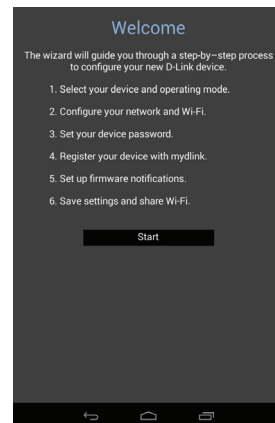 Welcome
The wizard will guide you through a step-by-step process
to configure your new D-Link device.
1. Select your device and operating mode.
2. Configure your network and Wi-Fi.
3. Set your device password.
4. Register your device with mydlink.
5. Set up firmware notifications.
6. Save settings and share Wi-Fi.
Start